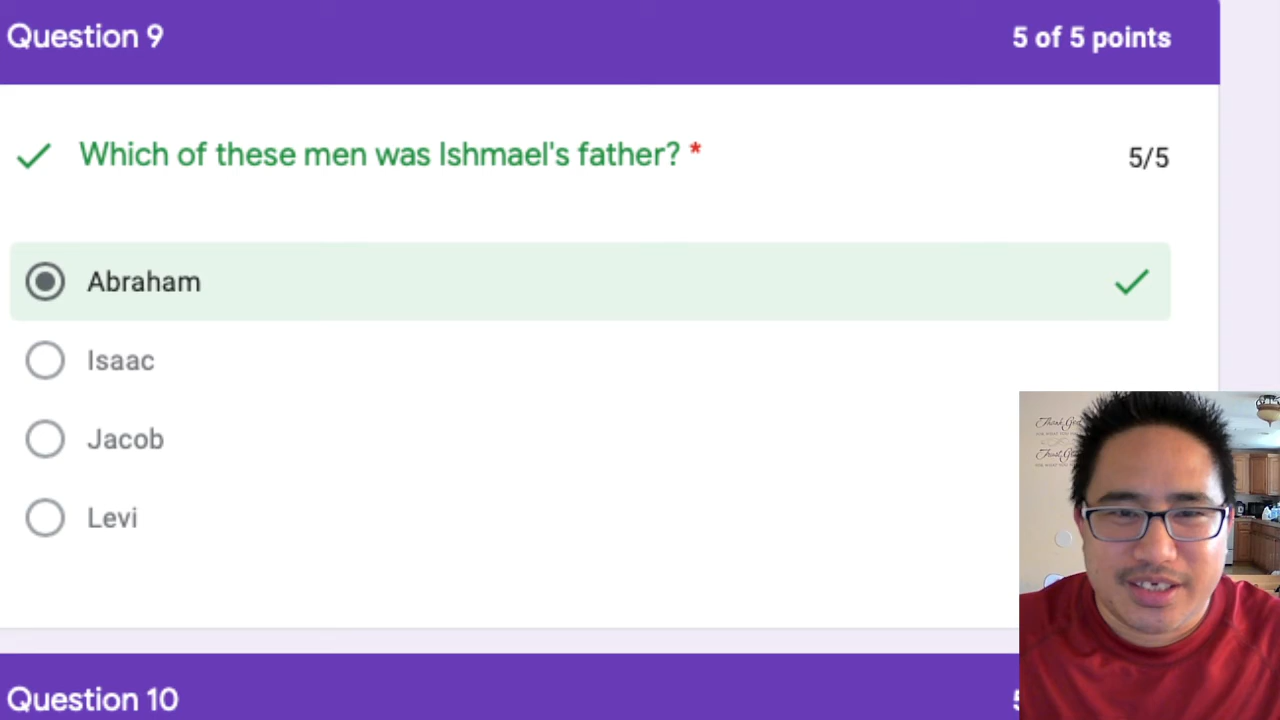 Question 9
5 of 5 points
Which of these men was Ishmael's father? *
5/5
Abraham
Isaac
Jacob
Levi
Question 10